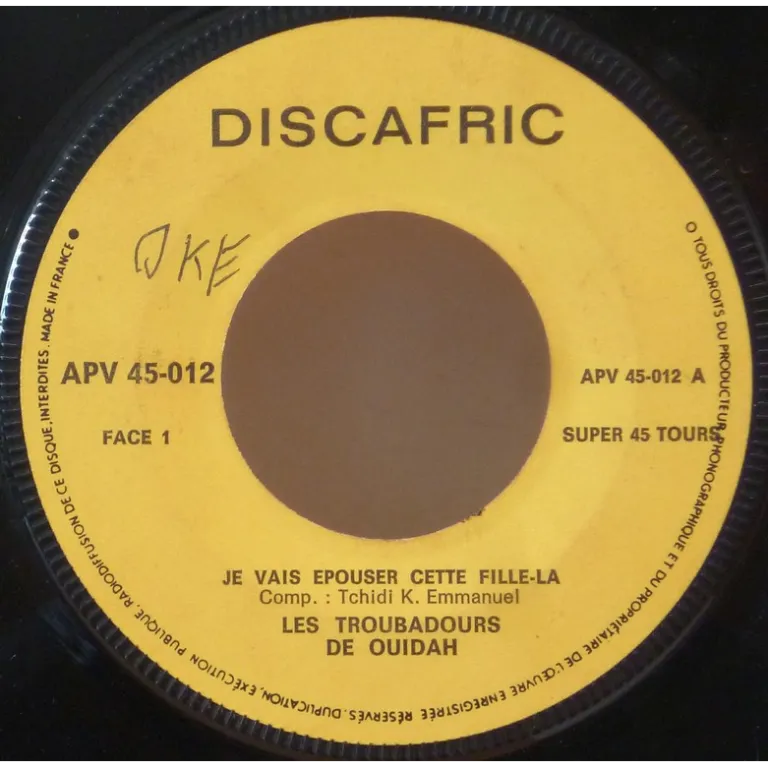 DISCAFRIC
APV 45-012
FACE 1
APV 45-012 A
SUPER 45 TOURS
JE VAIS EPOUSER CETTE FILLE-LA
Comp. : Tchidi K. Emmanuel
LES TROUBADOURS
DE OUIDAH
O TOUS DROITS DU PRODUCTEUR PHONOGRAPHIQUE ET DU PROPRIÉTAIRE DE L'ŒUVRE ENREGISTRÉE RÉSERVÉS. DUPLICATION, EXÉCUTION PUBLIQUE, RADIODIFFUSION DE CE DISQUE, INTERDITES. MADE IN FRANCE ●